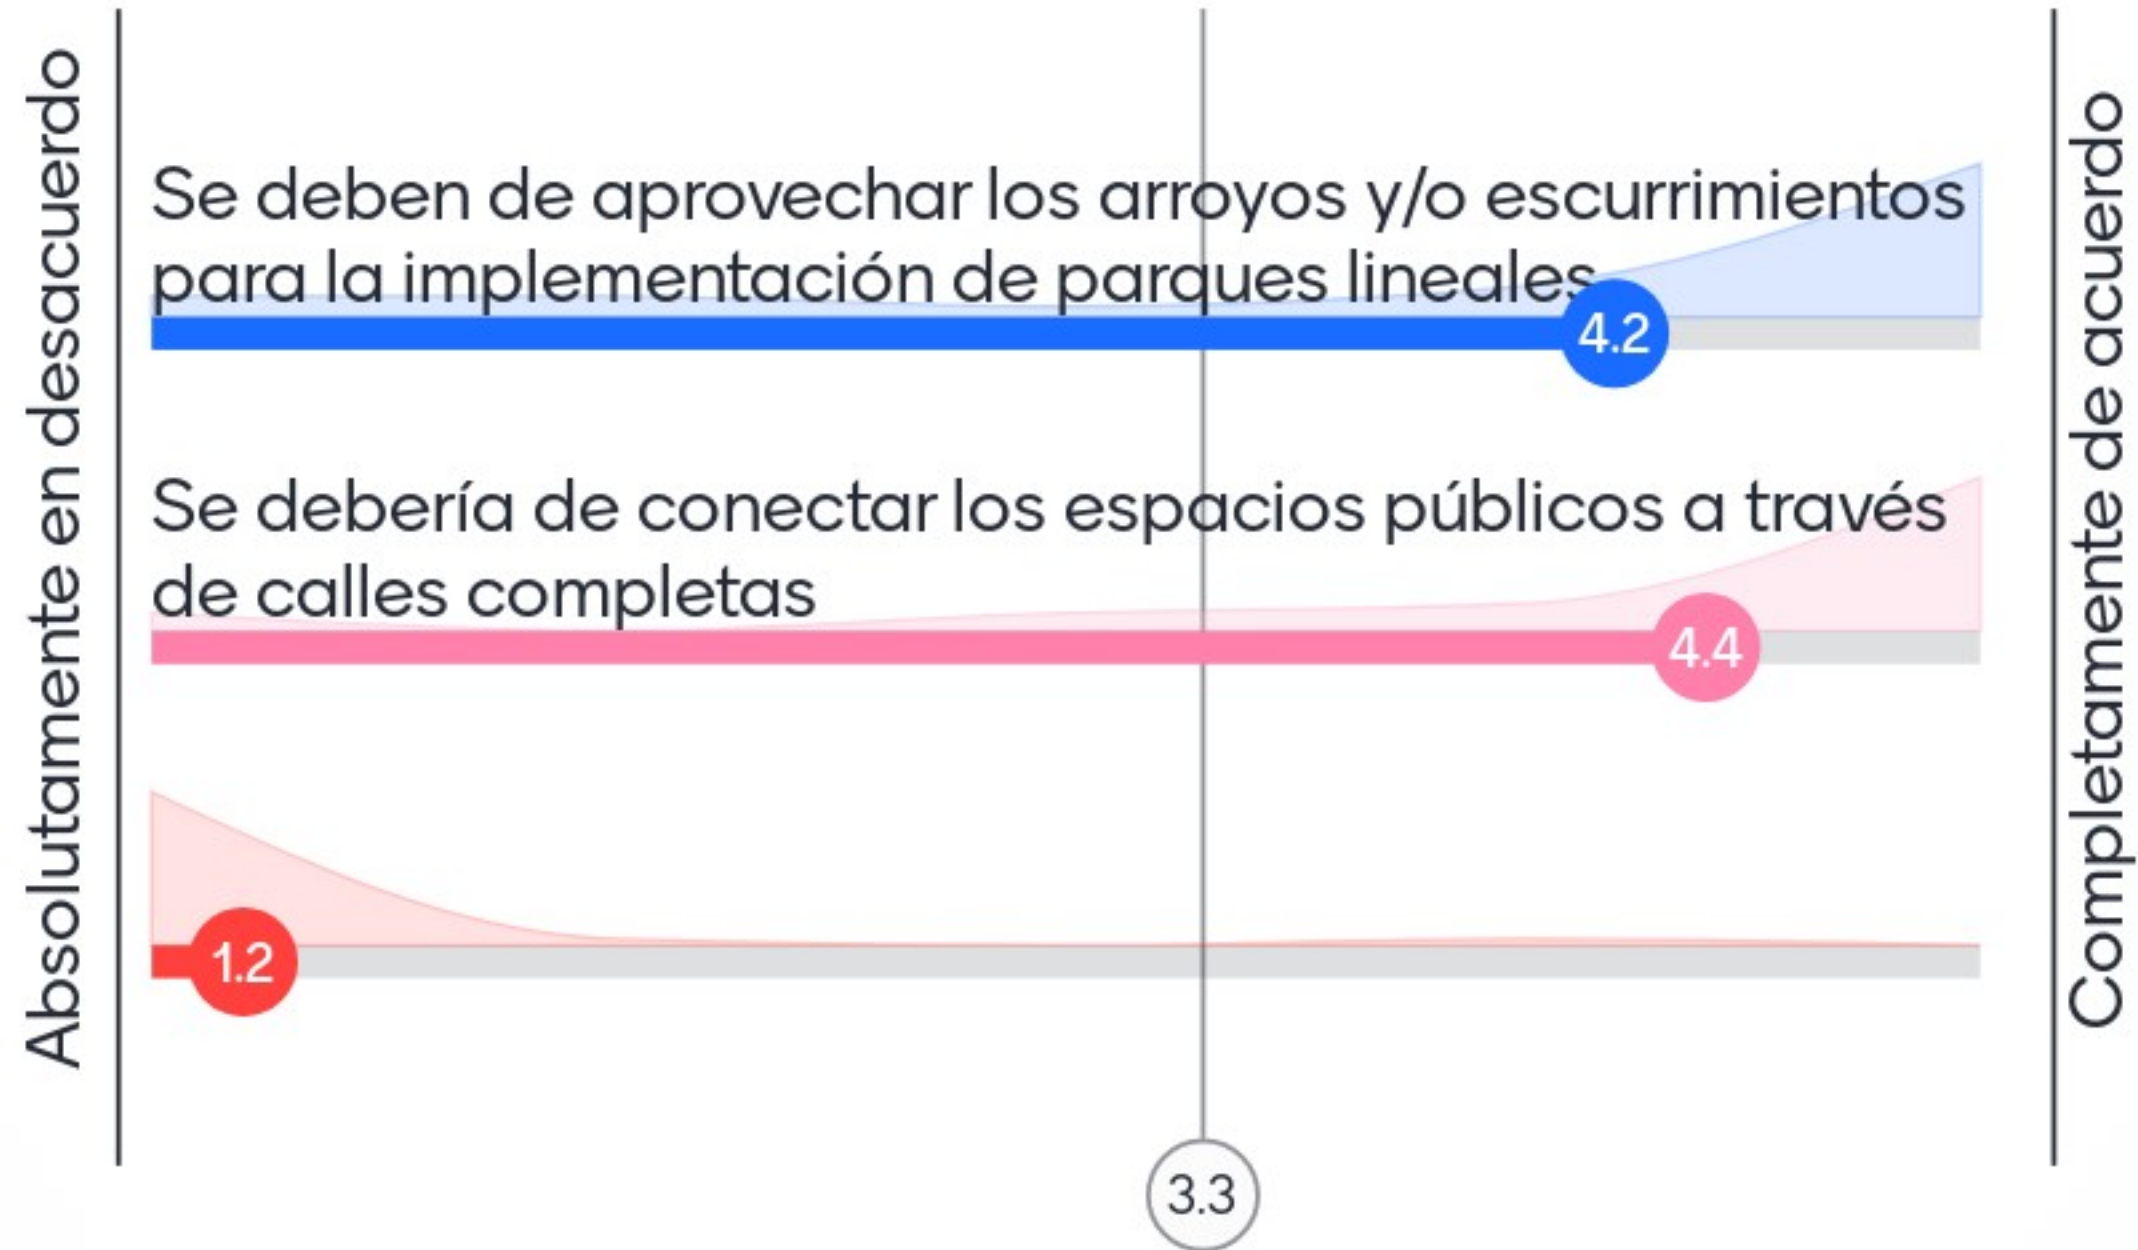 Absolutamente en desacuerdo
Se deben de aprovechar los arroyos y/o escurrimientos
para la implementación de parques lineales
4.2
Se debería de conectar los espacios públicos a través
de calles completas
4.4
1.2
3.3
Completamente de acuerdo